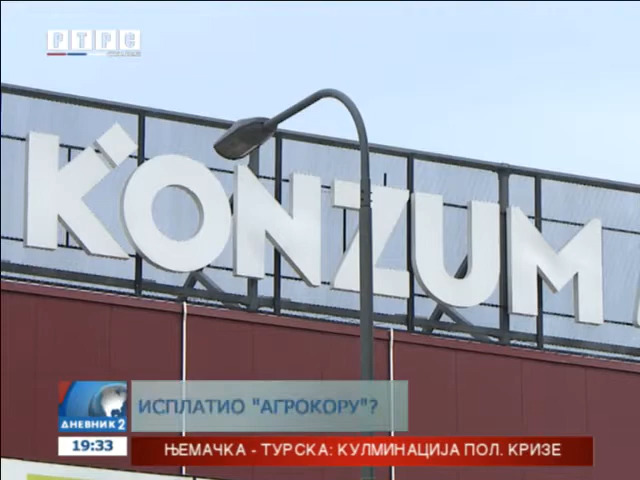 РТРС
KONZUM
ИСПЛАТИО "АГРОКОРУ"?
ДНЕВНИК 2
19:33
ЊЕМАЧКА - ТУРСКА: КУЛМИНАЦИЈА ПОЛ. КРИЗЕ